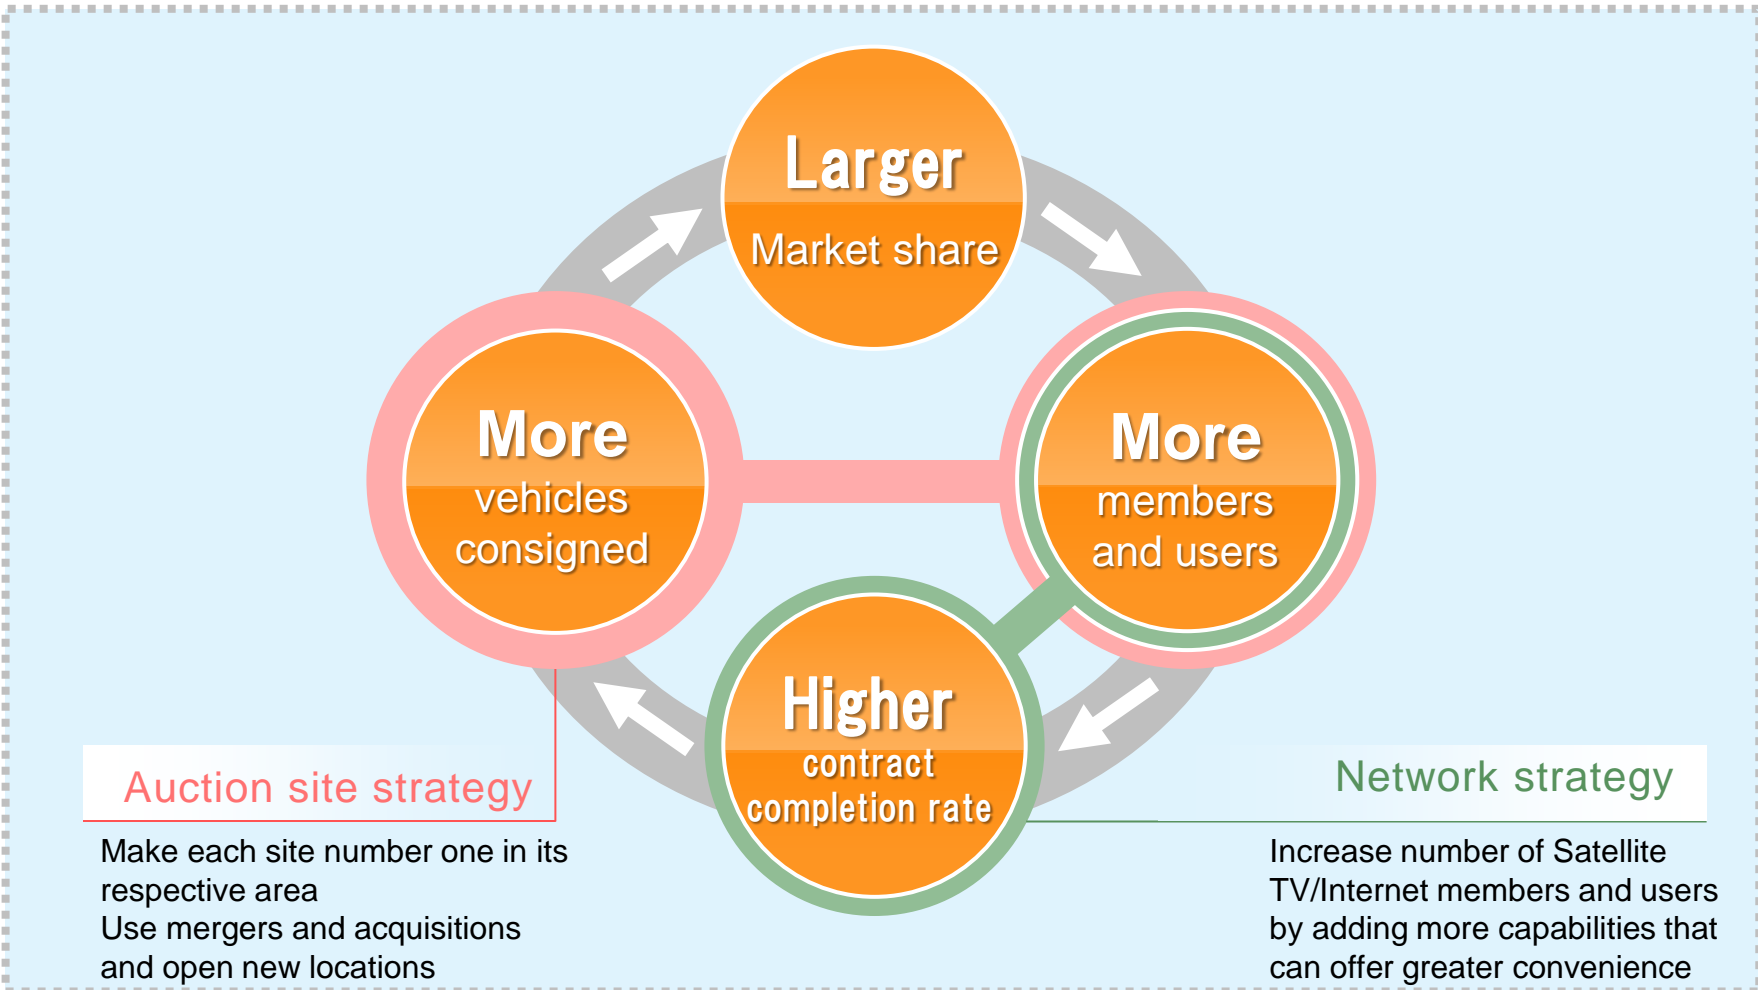 Larger
Market share
More
vehicles
consigned
More
members
and users
Higher
contract
completion rate
Auction site strategy
Make each site number one in its
respective area
Use mergers and acquisitions
and open new locations
Network strategy
Increase number of Satellite
TV/Internet members and users
by adding more capabilities that
can offer greater convenience